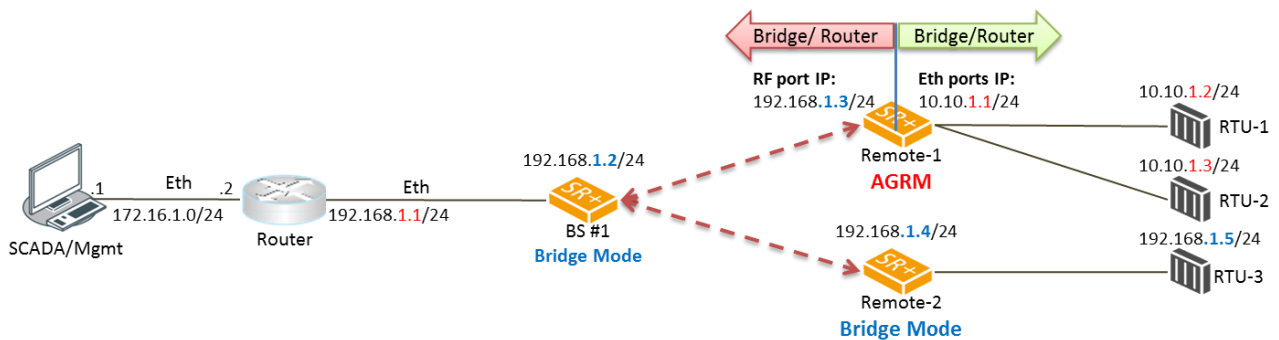 Bridge/ Router
Bridge/Router
RF port IP:
192.168.1.3/24
Eth ports IP:
10.10.1.1/24
10.10.1.2/24
SR+
RTU-1
Remote-1
AGRM
192.168.1.2/24
10.10.1.3/24
RTU-2
.1
Eth
.2
172.16.1.0/24
SCADA/Mgmt
Router
Eth
192.168.1.1/24
SR+
BS #1
Bridge Mode
192.168.1.4/24
192.168.1.5/24
SR+
RTU-3
Remote-2
Bridge Mode